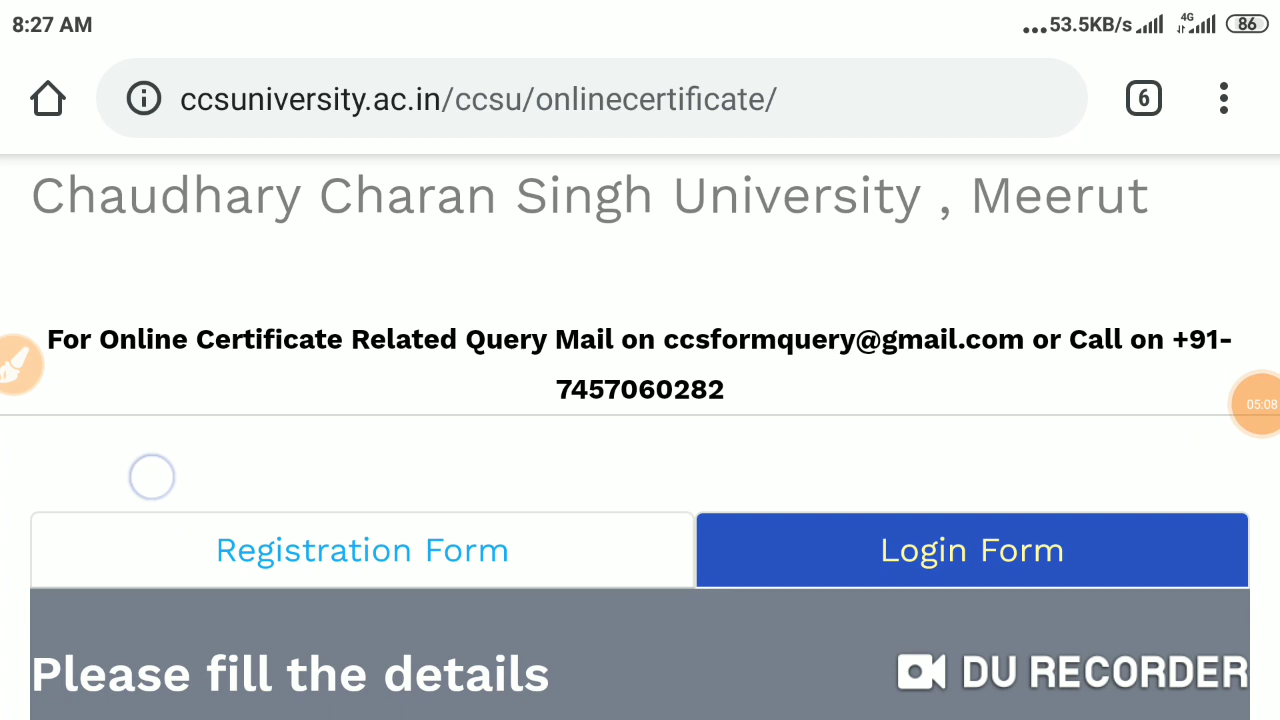 8:27 AM
...53.5KB/s 4G 86
ccsuniversity.ac.in/ccsu/onlinecertificate/
6
Chaudhary Charan Singh University , Meerut
For Online Certificate Related Query Mail on ccsformquery@gmail.com or Call on +91-
7457060282
05:08
Registration Form
Login Form
Please fill the details
DU RECORDER